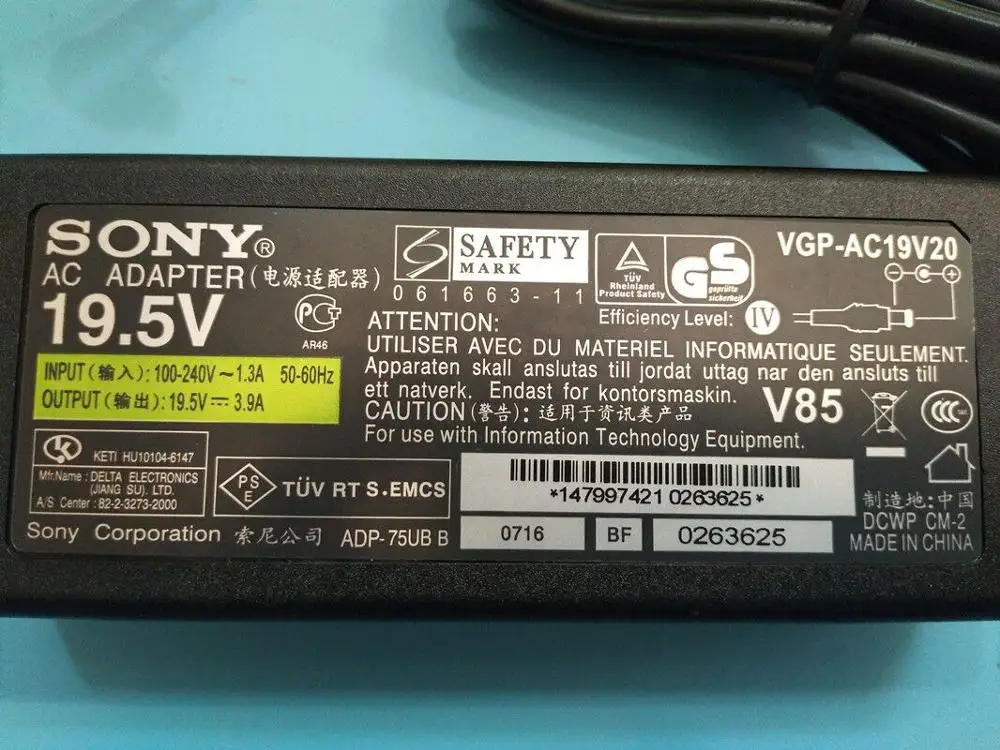 SONY®
AC ADAPTER(电源适配器)
19.5V
AR46
INPUT(输入):100-240V~1.3A 50-60Hz
OUTPUT(输出):19.5V⎓3.9A
SAFETY
MARK
061663-11
TÜV
Rheinland
Product Safety
GS
geprüfte
Sicherheit
VGP-AC19V20
Efficiency Level: IV
ATTENTION:
UTILISER AVEC DU MATERIEL INFORMATIQUE SEULEMENT.
Apparaten skall anslutas till jordat uttag nar den ansluts till
ett natverk. Endast for kontorsmaskin.
CAUTION(警告): 适用于资讯类产品
For use with Information Technology Equipment.
V85
KETI HU10104-6147
Mfr.Name : DELTA ELECTRONICS
(JIANG SU). LTD.
A/S Center : 82-2-3273-2000
PS
E
TÜV RT S-EMCS
*147997421 0263625*
0716
BF
0263625
Sony Corporation 索尼公司 ADP-75UB B
制造地:中国
DCWP CM-2
MADE IN CHINA